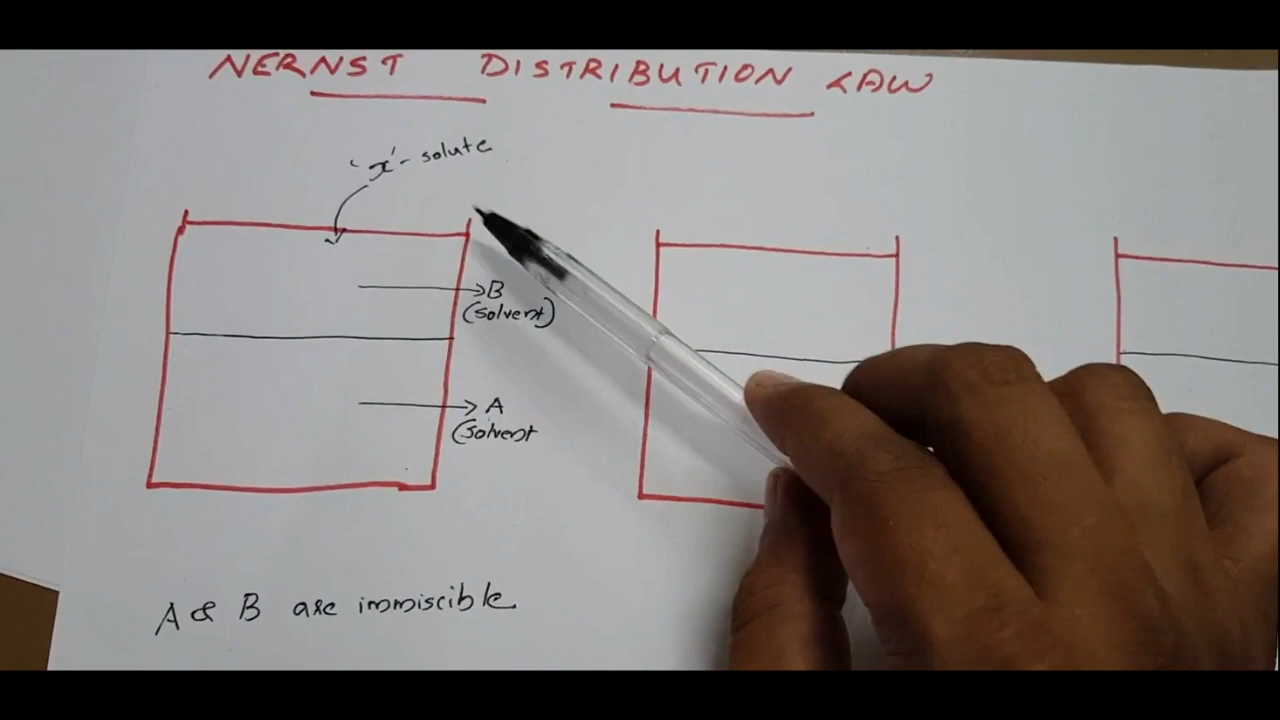 NERNST DISTRIBUTION LAW
'x' - solute
B
(solvent)
A
(solvent
A & B are immiscible